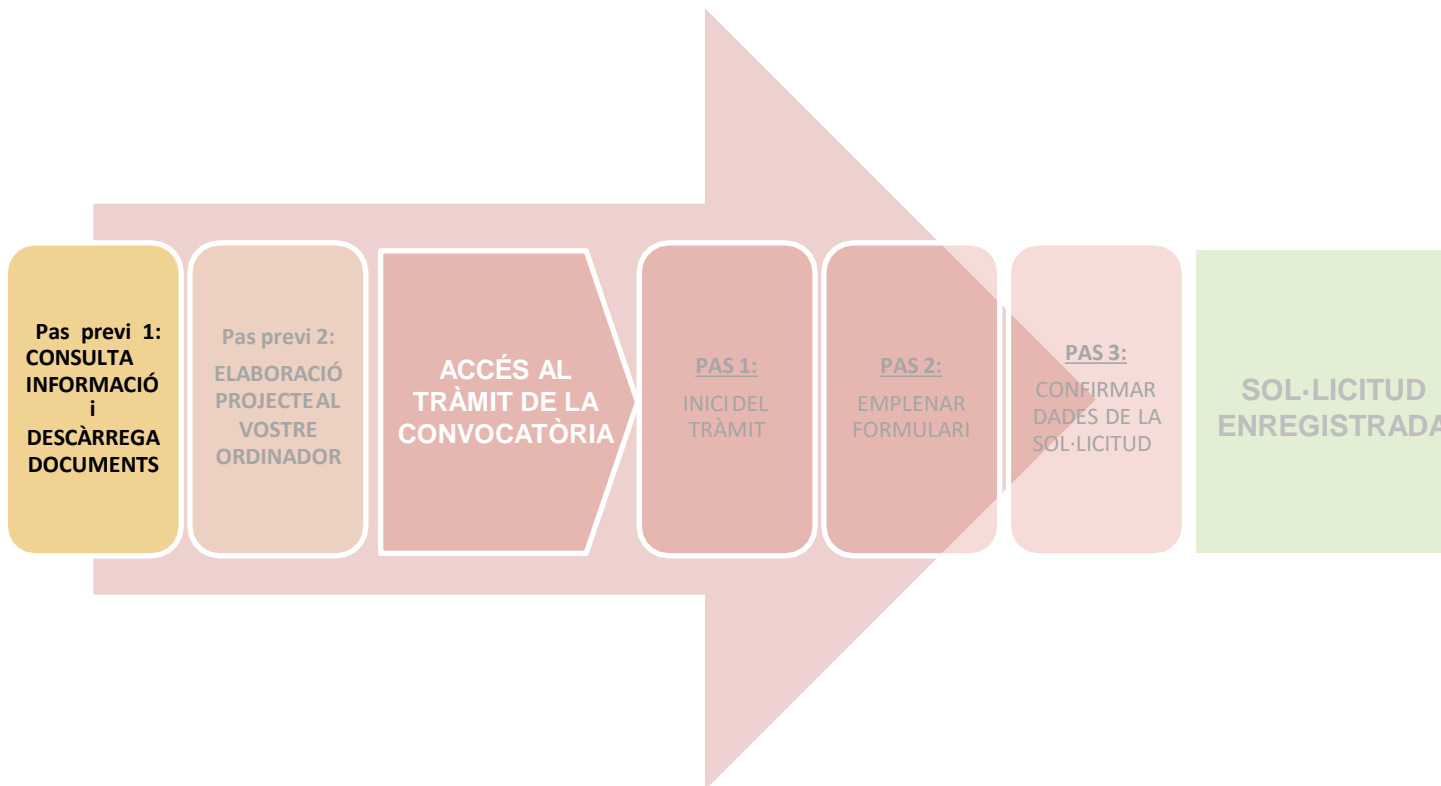 Pas previ 1:
CONSULTA
INFORMACIÓ
i
DESCÀRREGA
DOCUMENTS
Pas previ 2:
ELABORACIÓ
PROJECTE AL
VOSTRE
ORDINADOR
ACCÉS AL
TRÀMIT DE LA
CONVOCATÒRIA
PAS 1:
INICI DEL
TRÀMIT
PAS 2:
EMPLENAR
FORMULARI
PAS 3:
CONFIRMAR
DADES DE LA
SOL·LICITUD
SOL·LICITUD
ENREGISTRADA